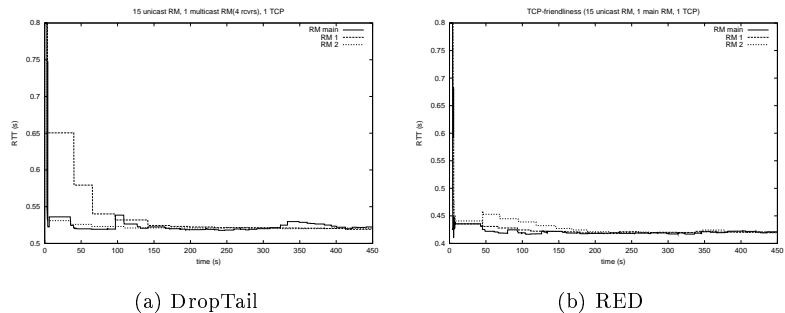 15 unicast RM, 1 multicast RM(4 rcvrs), 1 TCP
RM main
RM 1
RM 2
RTT (s)
0.8
0.75
0.7
0.65
0.6
0.55
0.5
0 50 100 150 200 250 300 350 400 450
time (s)
(a) DropTail
TCP-friendliness (15 unicast RM, 1 main RM, 1 TCP)
RM main
RM 1
RM 2
RTT (s)
0.8
0.75
0.7
0.65
0.6
0.55
0.5
0.45
0.4
0 50 100 150 200 250 300 350 400 450
time (s)
(b) RED